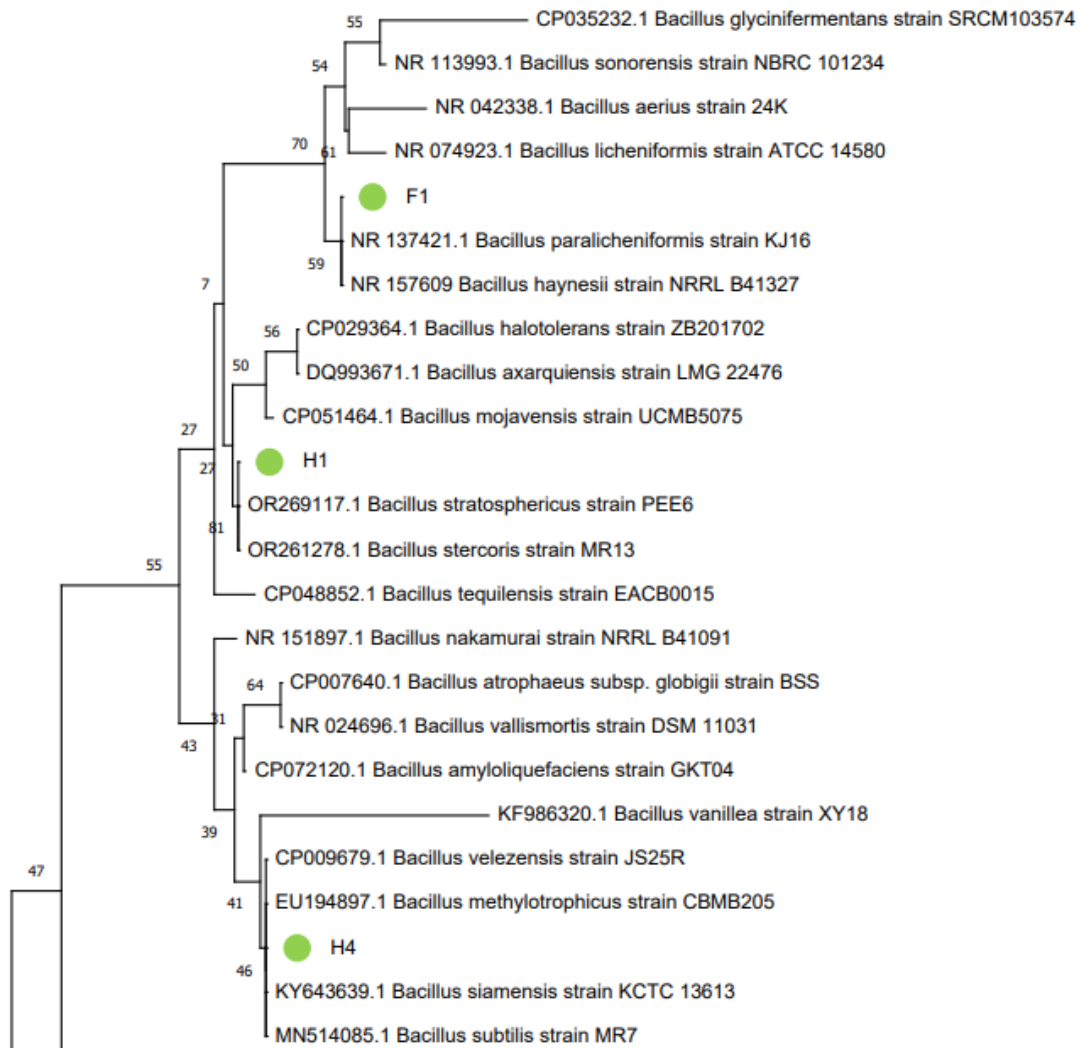 55
CP035232.1 Bacillus glycinifermentans strain SRCM103574
NR 113993.1 Bacillus sonorensis strain NBRC 101234
54
NR 042338.1 Bacillus aerius strain 24K
70
61
NR 074923.1 Bacillus licheniformis strain ATCC 14580
F1
NR 137421.1 Bacillus paralicheniformis strain KJ16
59
NR 157609 Bacillus haynesii strain NRRL B41327
7
56
CP029364.1 Bacillus halotolerans strain ZB201702
50
DQ993671.1 Bacillus axarquiensis strain LMG 22476
CP051464.1 Bacillus mojavensis strain UCMB5075
27
27
H1
OR269117.1 Bacillus stratosphericus strain PEE6
81
OR261278.1 Bacillus stercoris strain MR13
55
CP048852.1 Bacillus tequilensis strain EACB0015
NR 151897.1 Bacillus nakamurai strain NRRL B41091
64
CP007640.1 Bacillus atrophaeus subsp. globigii strain BSS
31
NR 024696.1 Bacillus vallismortis strain DSM 11031
43
CP072120.1 Bacillus amyloliquefaciens strain GKT04
KF986320.1 Bacillus vanillea strain XY18
39
CP009679.1 Bacillus velezensis strain JS25R
47
41
EU194897.1 Bacillus methylotrophicus strain CBMB205
H4
46
KY643639.1 Bacillus siamensis strain KCTC 13613
MN514085.1 Bacillus subtilis strain MR7